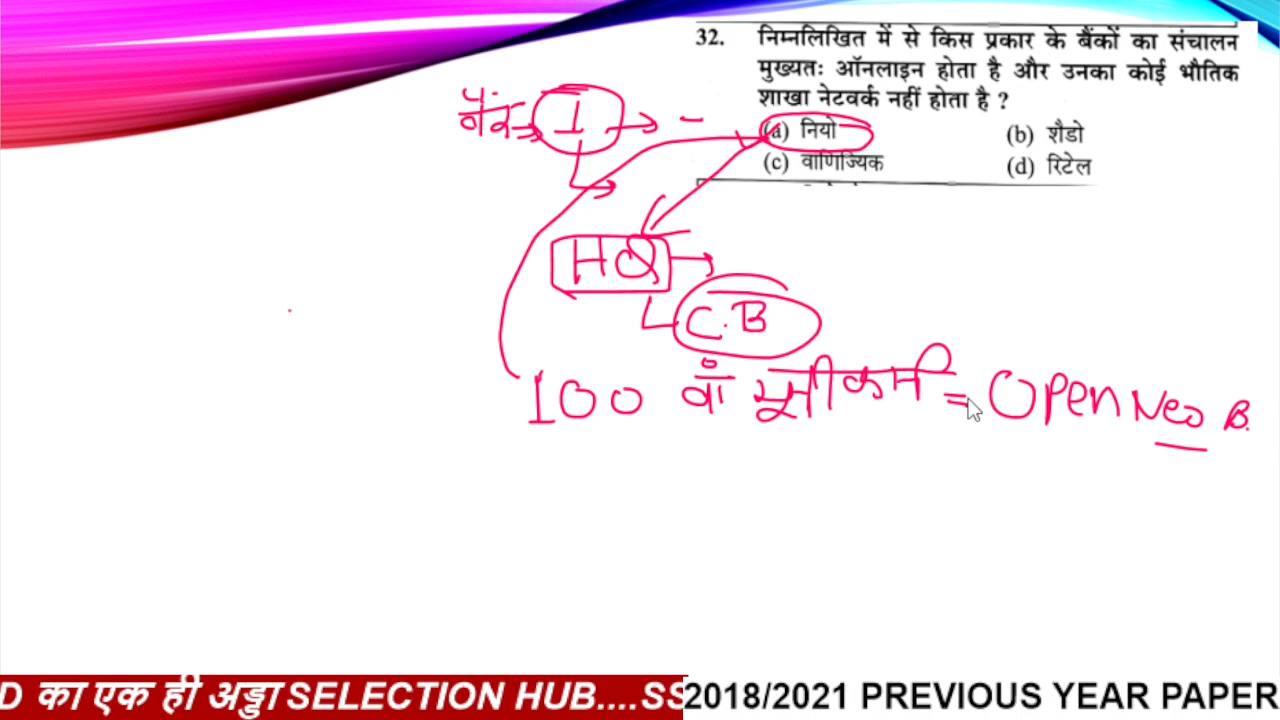 32. निम्नलिखित में से किस प्रकार के बैंकों का संचालन
मुख्यतः ऑनलाइन होता है और उनका कोई भौतिक
शाखा नेटवर्क नहीं होता है ?
(a) नियो (b) शैडो
(c) वाणिज्यिक (d) रिटेल
I
HQ
C.B
100 वां यूनीकॉर्न = Open Neo B.
D का एक ही अड्डा SELECTION HUB....SS
2018/2021 PREVIOUS YEAR PAPER